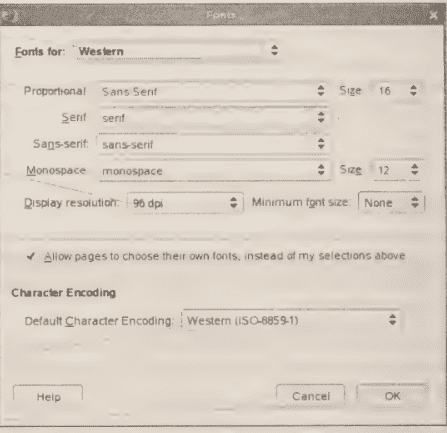 Fonts
Fonts for: Western
Proportional Sans Serif Size 16
Serif serif
Sans-serif: sans-serif
Monospace monospace Size 12
Display resolution: 96 dpi Minimum font size: None
✔ Allow pages to choose their own fonts, instead of my selections above
Character Encoding
Default Character Encoding: Western (ISO-8859-1)
Help Cancel OK